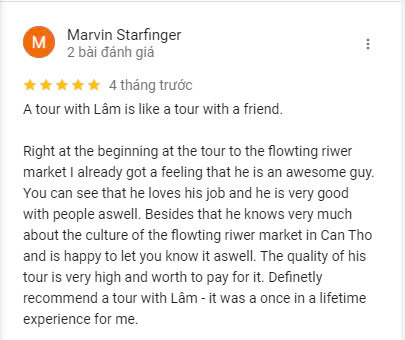 M
Marvin Starfinger
2 bài đánh giá
4 tháng trước
A tour with Lâm is like a tour with a friend.
Right at the beginning at the tour to the flowting riwer
market I already got a feeling that he is an awesome guy.
You can see that he loves his job and he is very good
with people aswell. Besides that he knows very much
about the culture of the flowting riwer market in Can Tho
and is happy to let you know it aswell. The quality of his
tour is very high and worth to pay for it. Definetly
recommend a tour with Lâm - it was a once in a lifetime
experience for me.